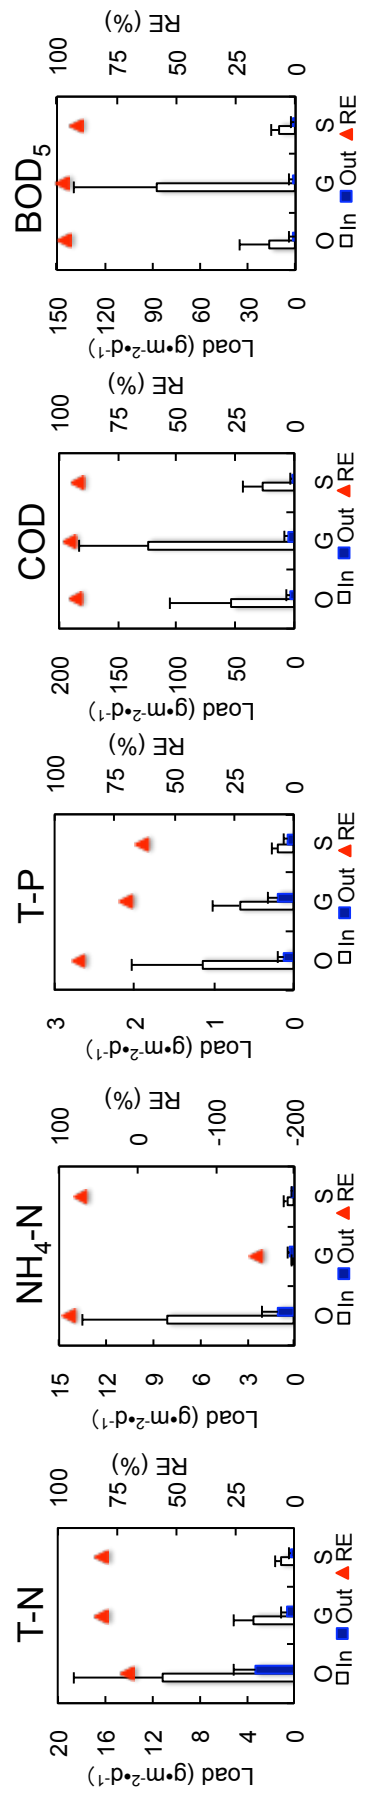 T-N
Load (g•m⁻²•d⁻¹)
20
16
12
8
4
0
RE (%)
100
75
50
25
0
O G S
□In ■Out ▲RE
NH₄-N
Load (g•m⁻²•d⁻¹)
15
12
9
6
3
0
RE (%)
100
0
-100
-200
O G S
□In ■Out ▲RE
T-P
Load (g•m⁻²•d⁻¹)
3
2
1
0
RE (%)
100
75
50
25
0
O G S
□In ■Out ▲RE
COD
Load (g•m⁻²•d⁻¹)
200
150
100
50
0
RE (%)
100
75
50
25
0
O G S
□In ■Out ▲RE
BOD₅
Load (g•m⁻²•d⁻¹)
150
120
90
60
30
0
RE (%)
100
75
50
25
0
O G S
□In ■Out ▲RE